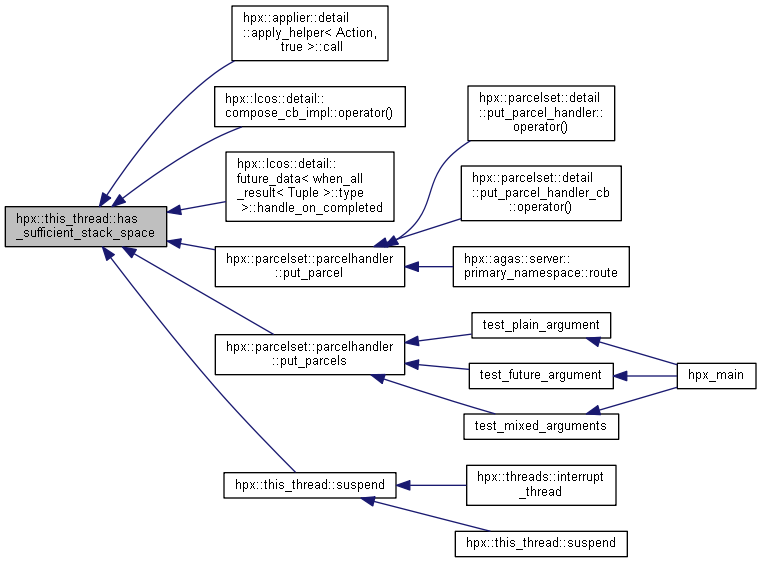 hpx::applier::detail
::apply_helper< Action,
true >::call
hpx::lcos::detail::
compose_cb_impl::operator()
hpx::lcos::detail::
future_data< when_all
_result< Tuple >::type
>::handle_on_completed
hpx::this_thread::has
_sufficient_stack_space
hpx::parcelset::parcelhandler
::put_parcel
hpx::parcelset::detail
::put_parcel_handler::
operator()
hpx::parcelset::detail
::put_parcel_handler_cb
::operator()
hpx::agas::server::
primary_namespace::route
hpx::parcelset::parcelhandler
::put_parcels
test_plain_argument
test_future_argument
test_mixed_arguments
hpx_main
hpx::this_thread::suspend
hpx::threads::interrupt
_thread
hpx::this_thread::suspend